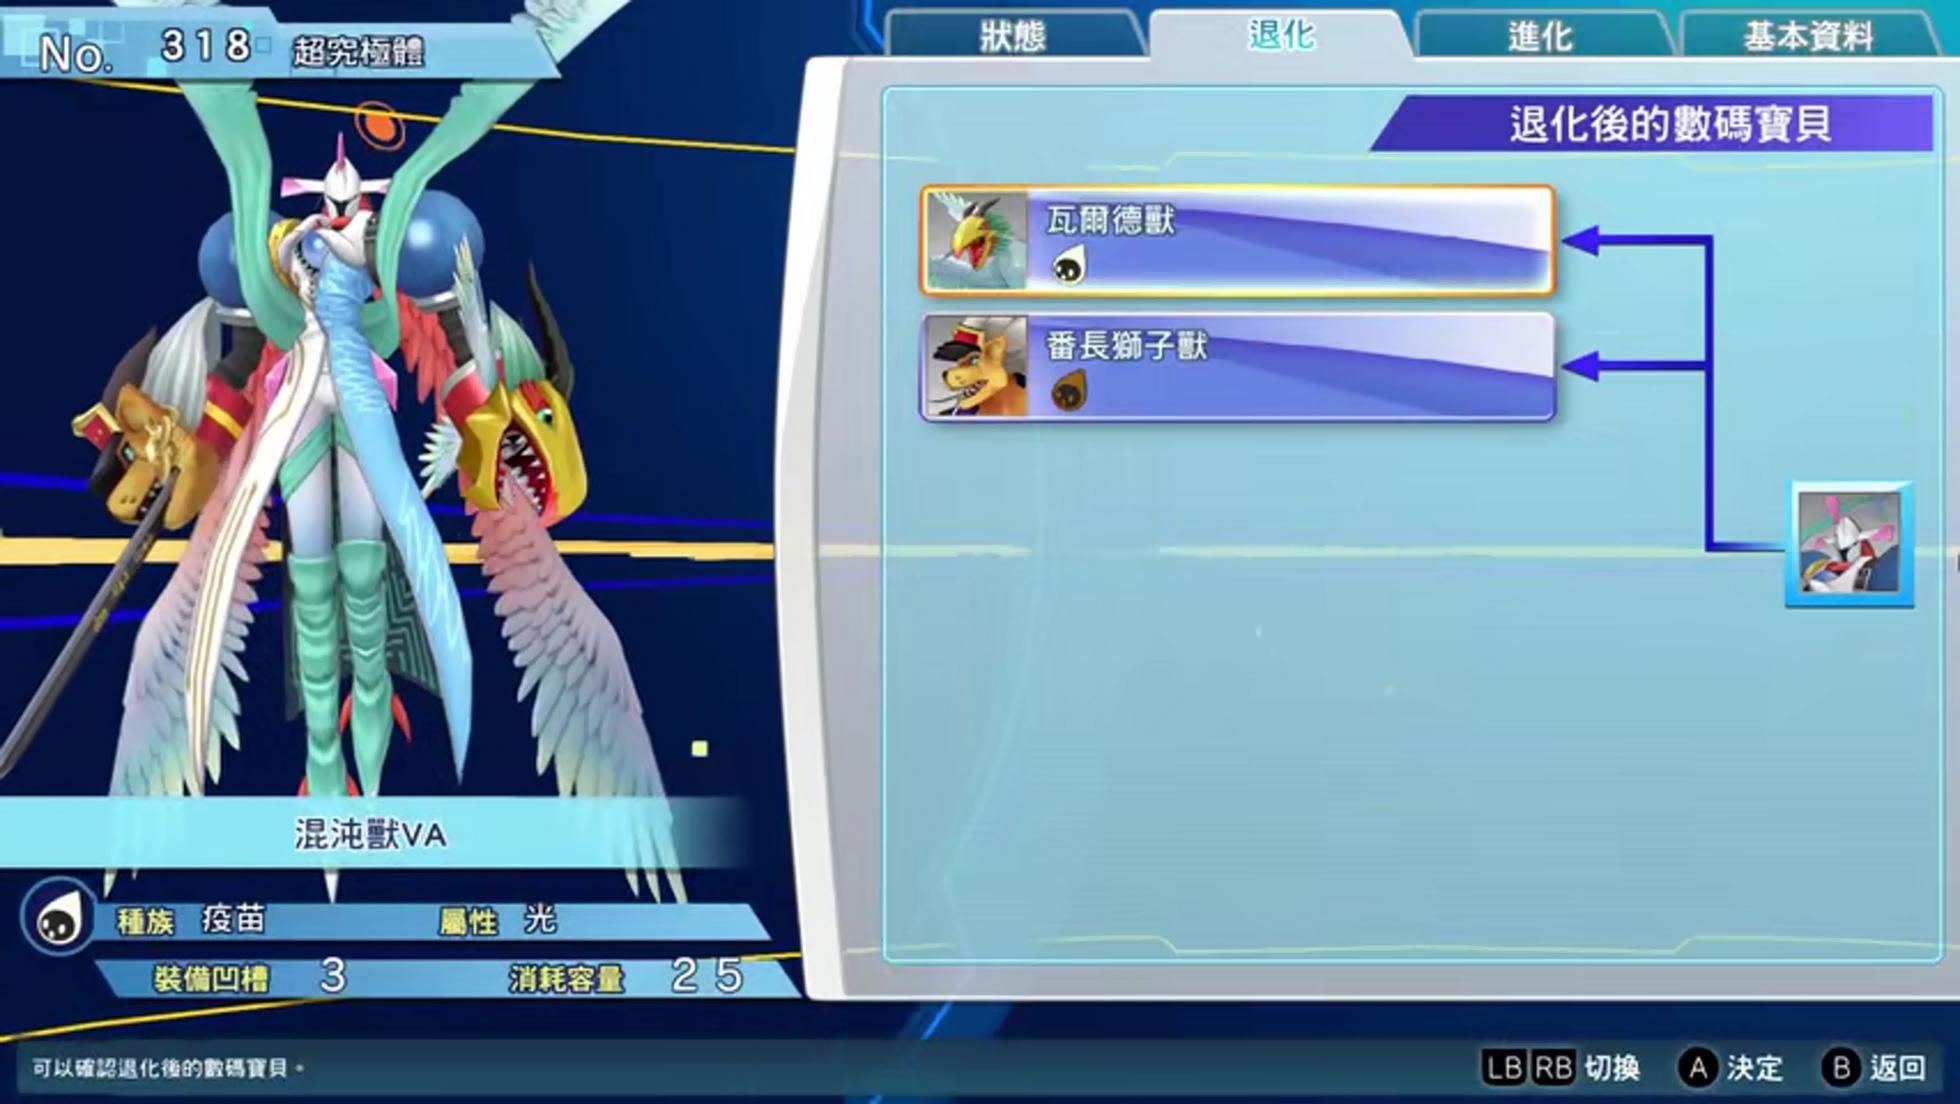 No. 318 超究極體
狀態 退化 進化 基本資料
退化後的數碼寶貝
瓦爾德獸
番長獅子獸
混沌獸VA
種族 疫苗 屬性 光
裝備凹槽 3 消耗容量 25
可以確認退化後的數碼寶貝。
LB RB 切換 A 決定 B 返回